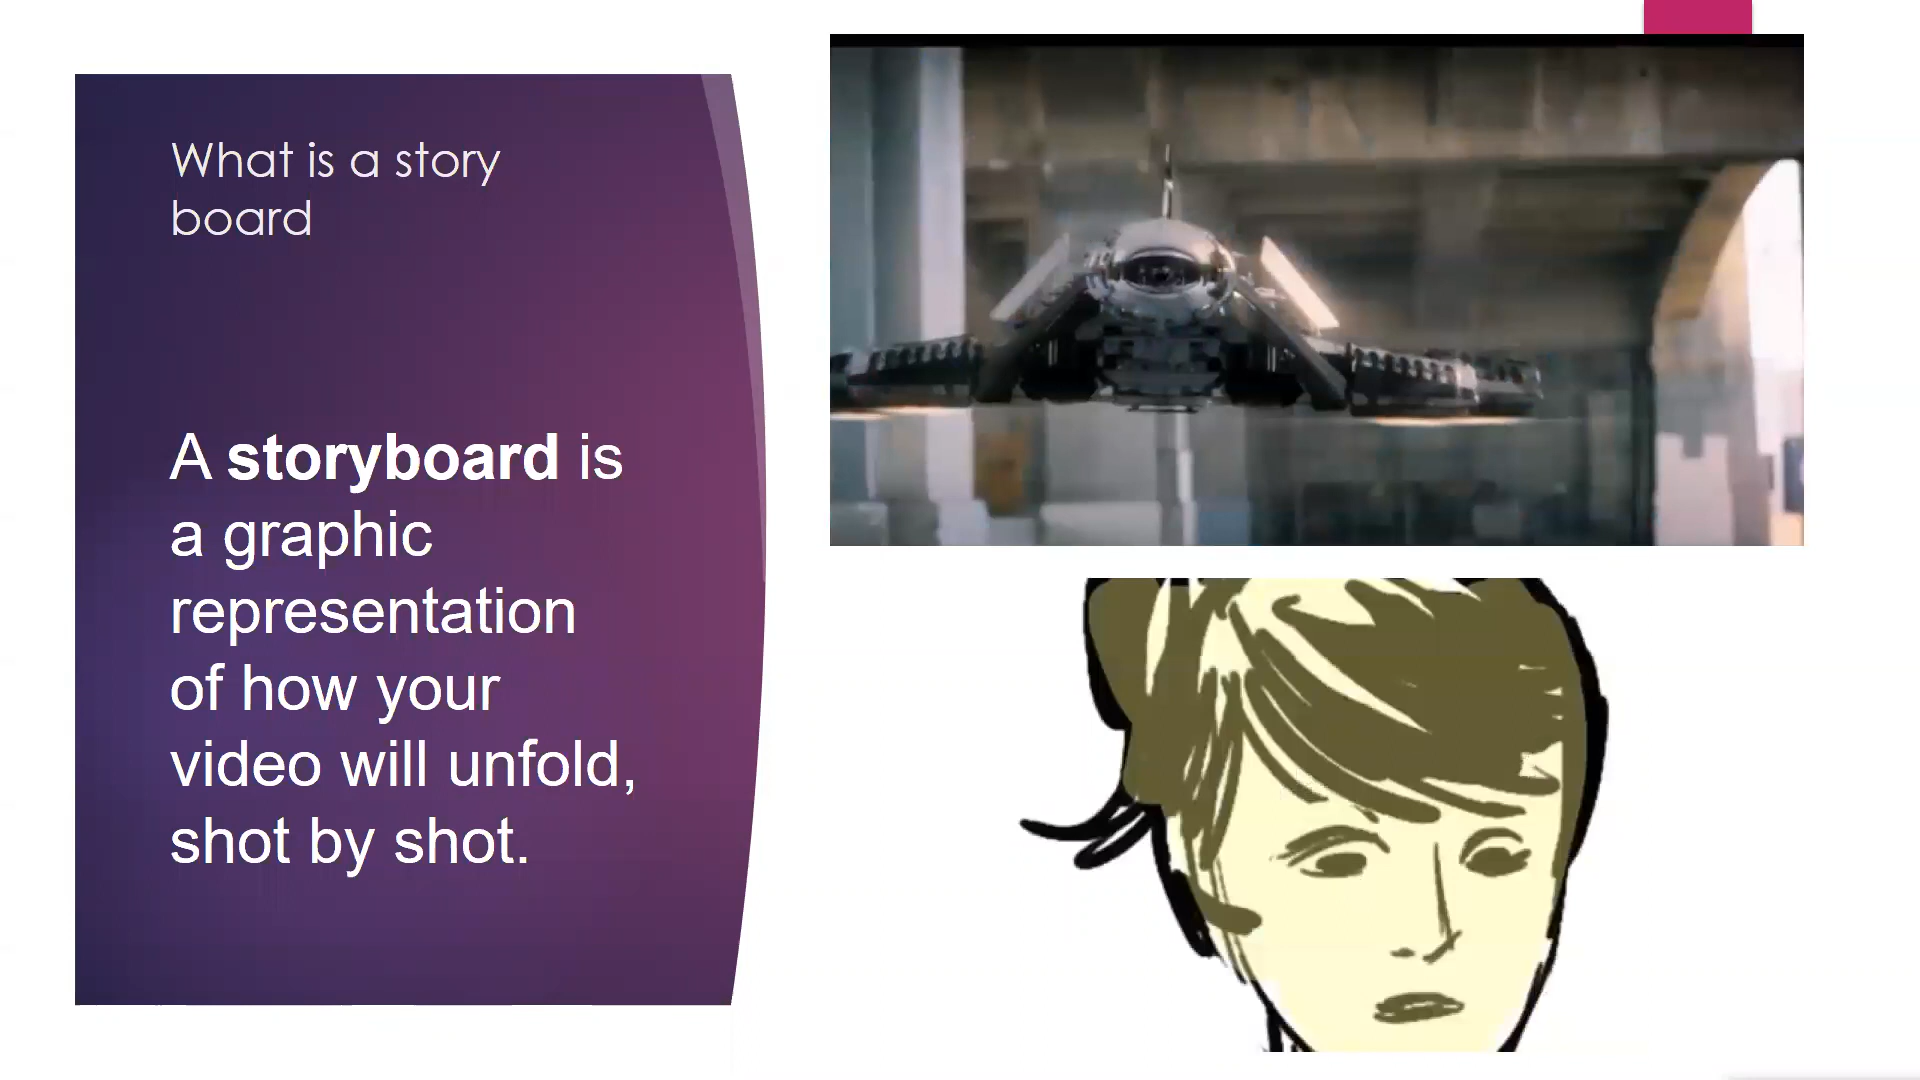 What is a story
board
A storyboard is
a graphic
representation
of how your
video will unfold,
shot by shot.